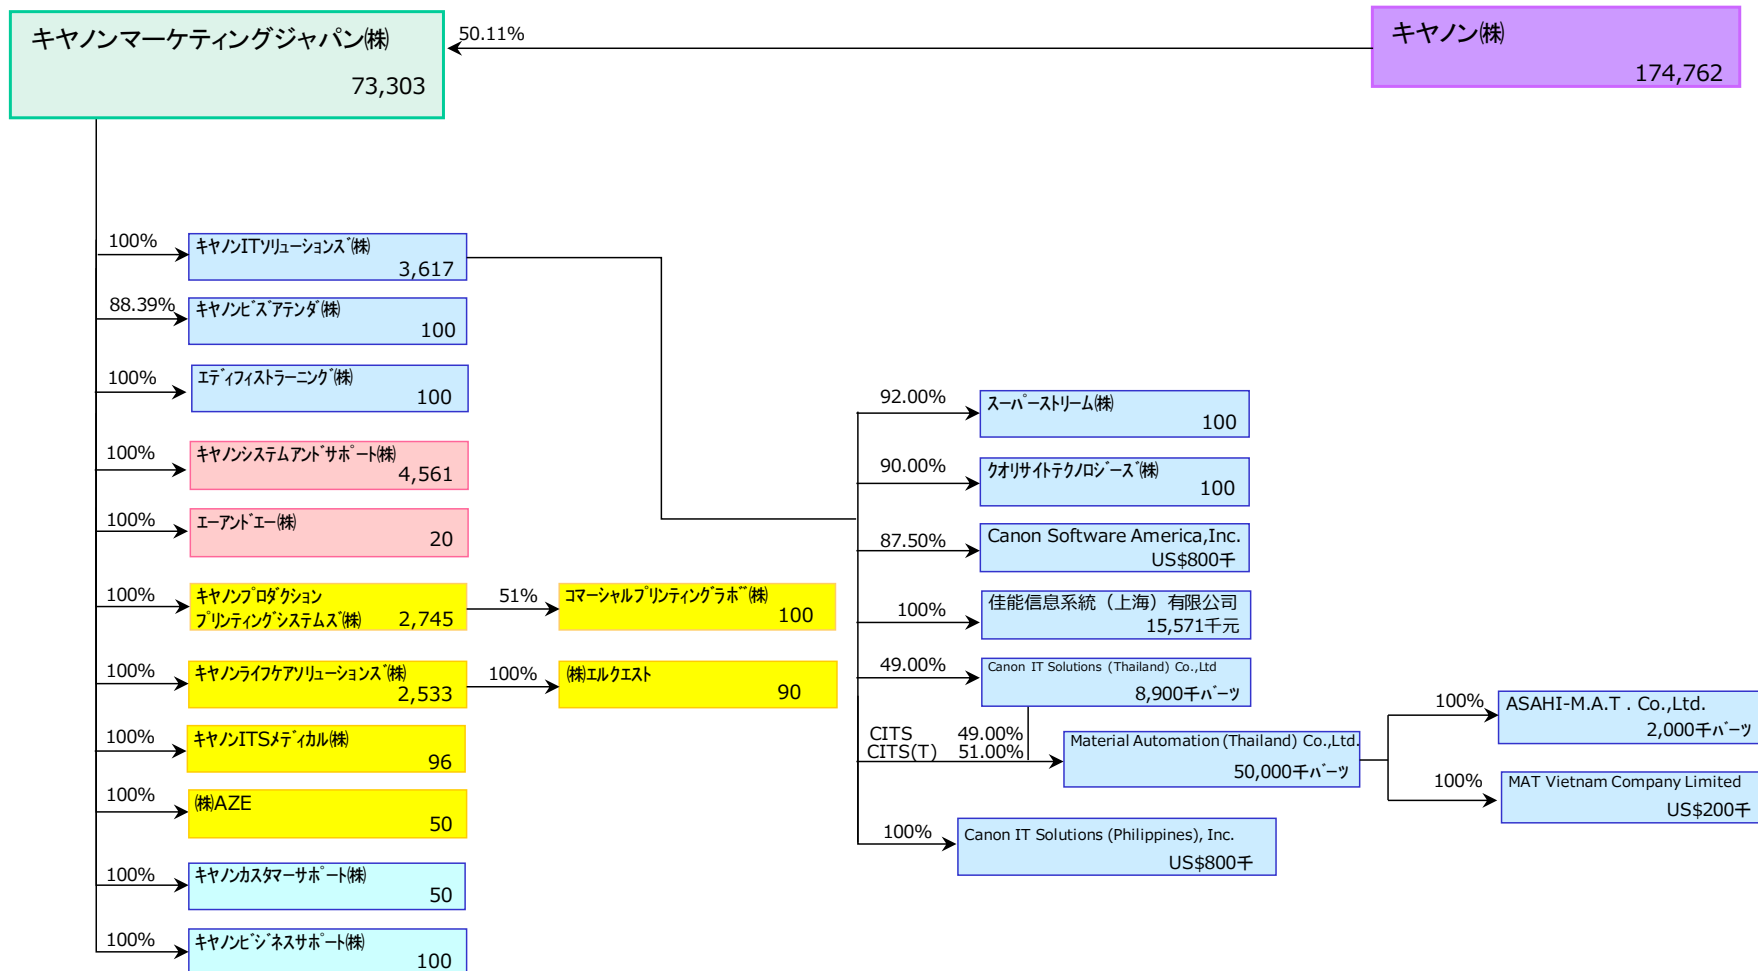 キヤノンマーケティングジャパン㈱
73,303
50.11%
キヤノン㈱
174,762
100%
キヤノンITソリューションズ㈱
3,617
88.39%
キヤノンビズアテンダ㈱
100
100%
エディフィストラーニング㈱
100
100%
キヤノンシステムアンドサポート㈱
4,561
100%
エーアンドエー㈱
20
100%
キヤノンプロダクション
プリンティングシステムズ㈱ 2,745
51%
コマーシャルプリンティングラボ㈱
100
100%
キヤノンライフケアソリューションズ㈱
2,533
100%
㈱エルクエスト
90
100%
キヤノンITSメディカル㈱
96
100%
㈱AZE
50
100%
キヤノンカスタマーサポート㈱
50
100%
キヤノンビジネスサポート㈱
100
92.00%
スーパーストリーム㈱
100
90.00%
クオリサイトテクノロジーズ㈱
100
87.50%
Canon Software America,Inc.
US$800千
100%
佳能信息系統（上海）有限公司
15,571千元
49.00%
Canon IT Solutions (Thailand) Co.,Ltd
8,900千バーツ
CITS 49.00%
CITS(T) 51.00%
Material Automation (Thailand) Co.,Ltd.
50,000千バーツ
100%
ASAHI-M.A.T . Co.,Ltd.
2,000千バーツ
100%
MAT Vietnam Company Limited
US$200千
100%
Canon IT Solutions (Philippines), Inc.
US$800千